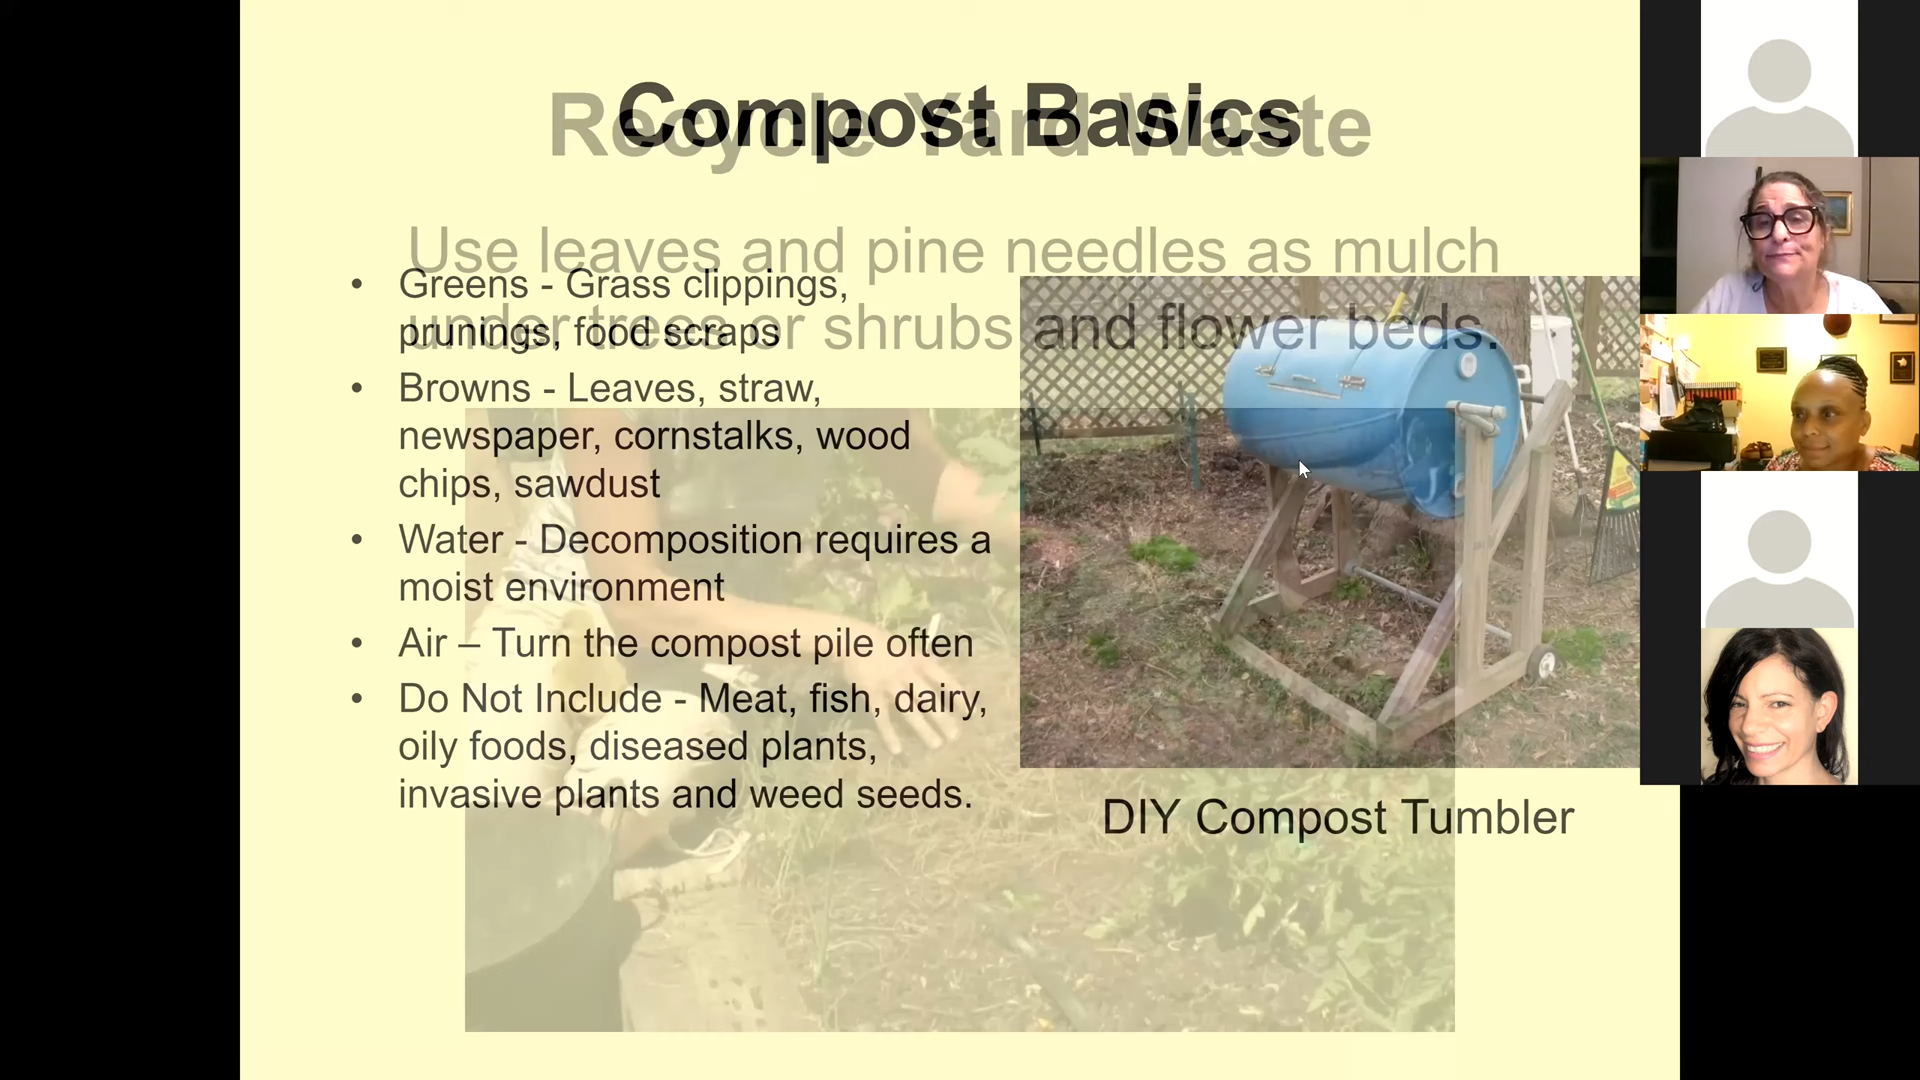 Compost Basics
Recycle Yard Waste
Use leaves and pine needles as mulch
under trees or shrubs and flower beds.
• Greens - Grass clippings,
prunings, food scraps
• Browns - Leaves, straw,
newspaper, cornstalks, wood
chips, sawdust
• Water - Decomposition requires a
moist environment
• Air – Turn the compost pile often
• Do Not Include - Meat, fish, dairy,
oily foods, diseased plants,
invasive plants and weed seeds.
DIY Compost Tumbler